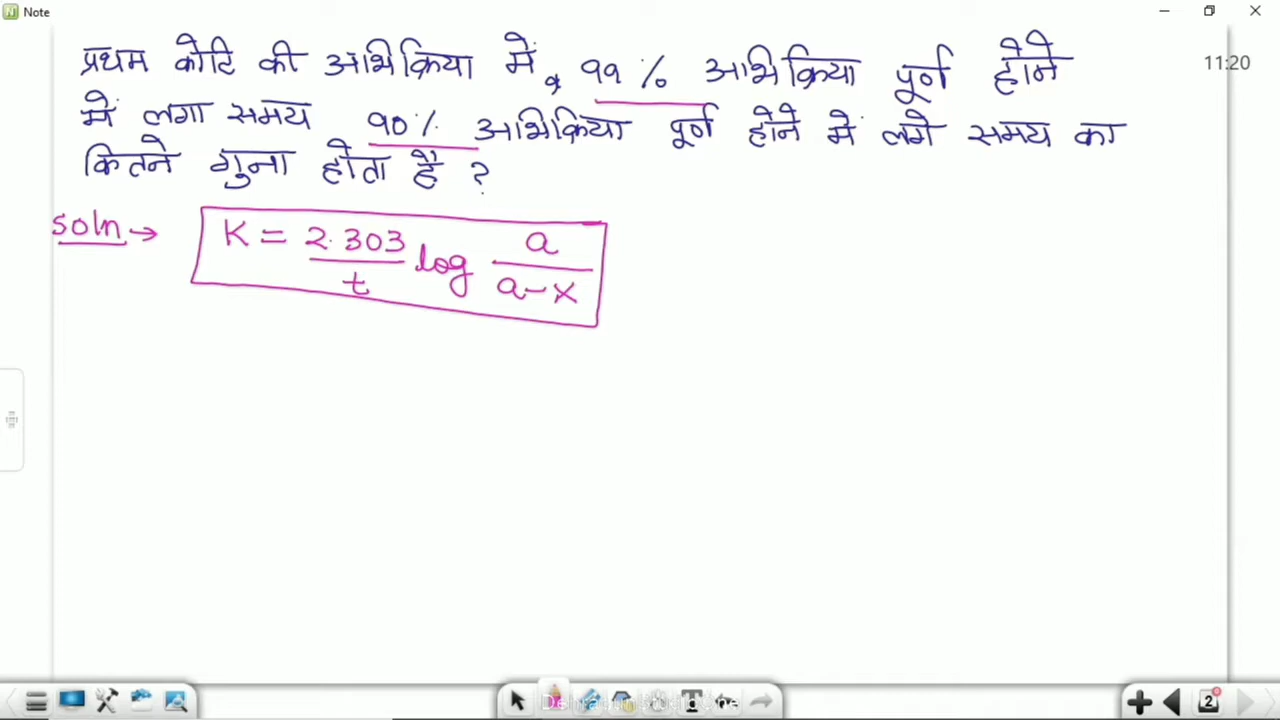 Note
11:20
प्रथम कोटि की अभिक्रिया में, 99% अभिक्रिया पूर्ण होने
में लगा समय 90% अभिक्रिया पूर्ण होने में लगे समय का
कितने गुना होता है ?
soln → K = 2.303/t log a/a-x
2